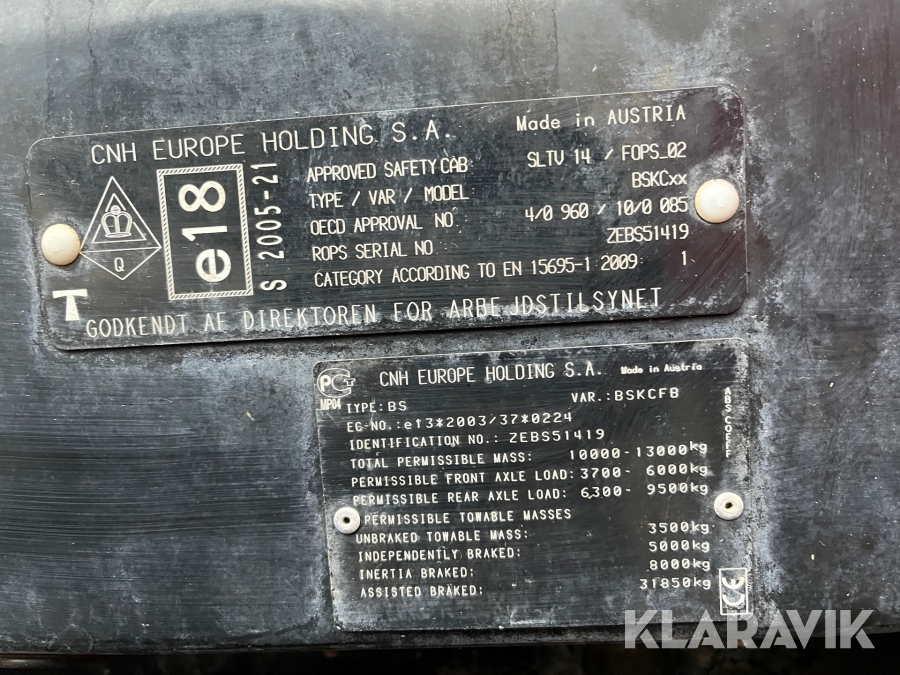 CNH EUROPE HOLDING S.A. Made in AUSTRIA
APPROVED SAFETY CAB SLTV 14 / FOPS_02
TYPE / VAR / MODEL BSKCxx
OECD APPROVAL NO 4/0 960 / 10/0 085
ROPS SERIAL NO ZEBS51419
CATEGORY ACCORDING TO EN 15695-1:2009: 1
Q
e18
S 2005-21
T GODKENDT AF DIREKTOREN FOR ARBEJDSTILSYNET
CNH EUROPE HOLDING S.A. Made in Austria
MP04
TYPE:BS VAR.:BSKCFB
EG-NO.:e13*2003/37*0224
IDENTIFICATION NO.: ZEBS51419
TOTAL PERMISSIBLE MASS: 10000-13000kg
PERMISSIBLE FRONT AXLE LOAD: 3700- 6000kg
PERMISSIBLE REAR AXLE LOAD: 6300- 9500kg
PERMISSIBLE TOWABLE MASSES
UNBRAKED TOWABLE MASS: 3500kg
INDEPENDENTLY BRAKED: 5000kg
INERTIA BRAKED: 8000kg
ASSISTED BRAKED: 31850kg
CE
KLARAVIK